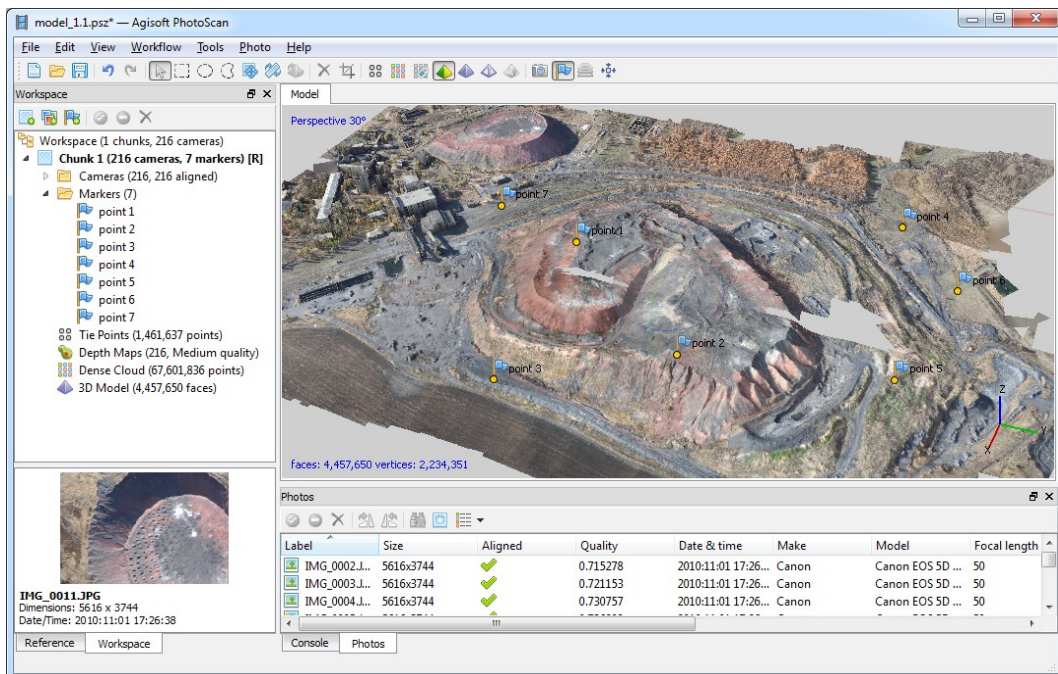 model_1.1.psz* — Agisoft PhotoScan
File Edit View Workflow Tools Photo Help
Workspace
Workspace (1 chunks, 216 cameras)
Chunk 1 (216 cameras, 7 markers) [R]
Cameras (216, 216 aligned)
Markers (7)
point 1
point 2
point 3
point 4
point 5
point 6
point 7
Tie Points (1,461,637 points)
Depth Maps (216, Medium quality)
Dense Cloud (67,601,836 points)
3D Model (4,457,650 faces)
IMG_0011.JPG
Dimensions: 5616 x 3744
Date/Time: 2010:11:01 17:26:38
Reference Workspace
Model
Perspective 30°
point 7
point 4
point 1
point 6
point 2
point 3
point 5
Z
Y
X
faces: 4,457,650 vertices: 2,234,351
Photos
Label Size Aligned Quality Date & time Make Model Focal length
IMG_0002.J... 5616x3744 0.715278 2010:11:01 17:26... Canon Canon EOS 5D ... 50
IMG_0003.J... 5616x3744 0.721153 2010:11:01 17:26... Canon Canon EOS 5D ... 50
IMG_0004.J... 5616x3744 0.730757 2010:11:01 17:26... Canon Canon EOS 5D ... 50
Console Photos